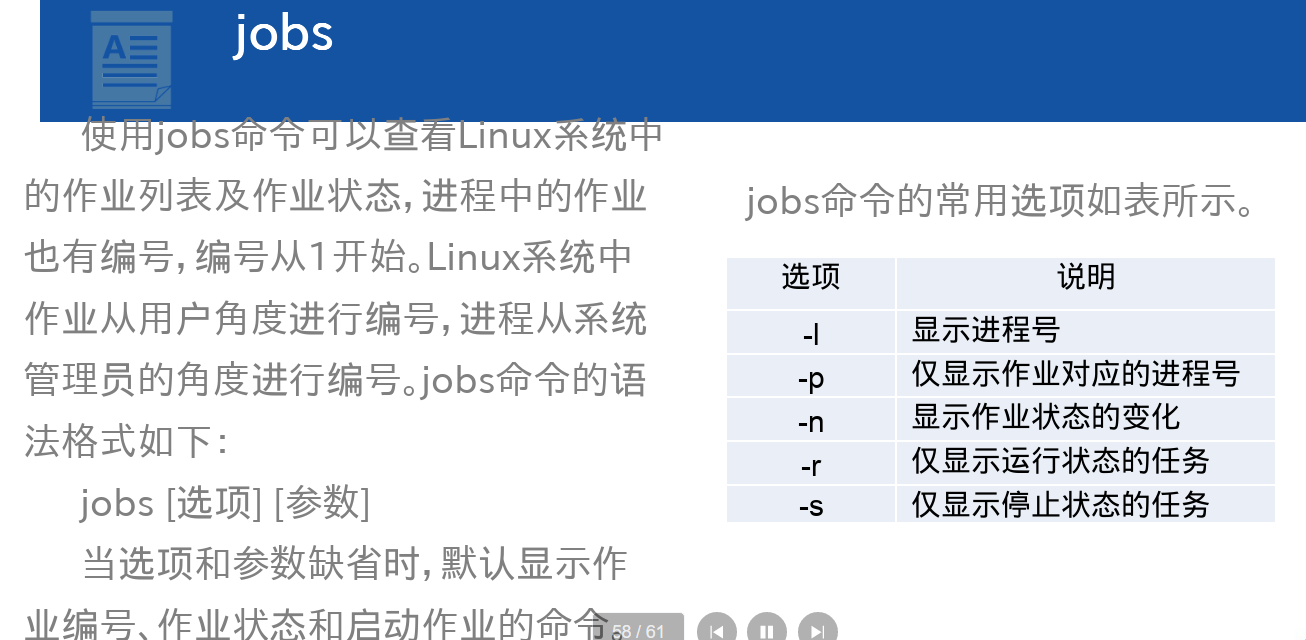 A
jobs
使用jobs命令可以查看Linux系统中
的作业列表及作业状态，进程中的作业
也有编号，编号从1开始。Linux系统中
作业从用户角度进行编号，进程从系统
管理员的角度进行编号。jobs命令的语
法格式如下：
jobs [选项] [参数]
当选项和参数缺省时，默认显示作
业编号、作业状态和启动作业的命令。
jobs命令的常用选项如表所示。
选项 说明
-l 显示进程号
-p 仅显示作业对应的进程号
-n 显示作业状态的变化
-r 仅显示运行状态的任务
-s 仅显示停止状态的任务
58 / 61